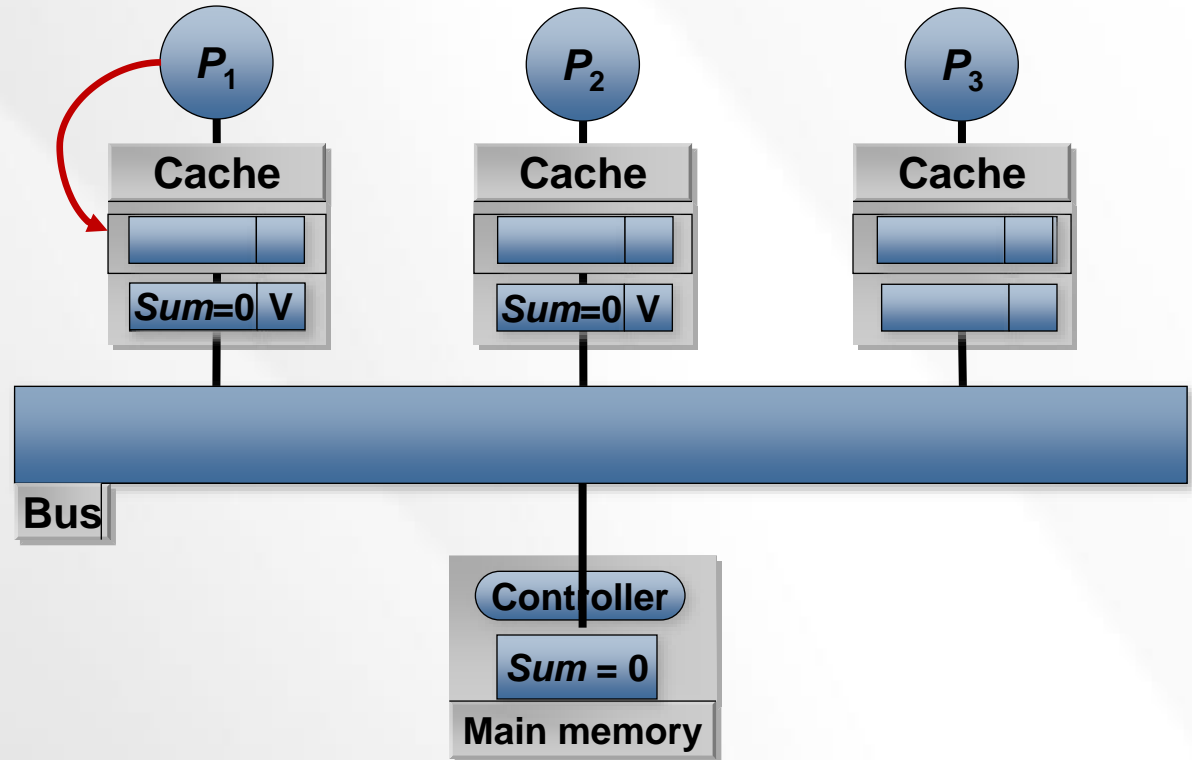 P1
P2
P3
Cache
Cache
Cache
Sum=0 V
Sum=0 V
Bus
Controller
Sum = 0
Main memory